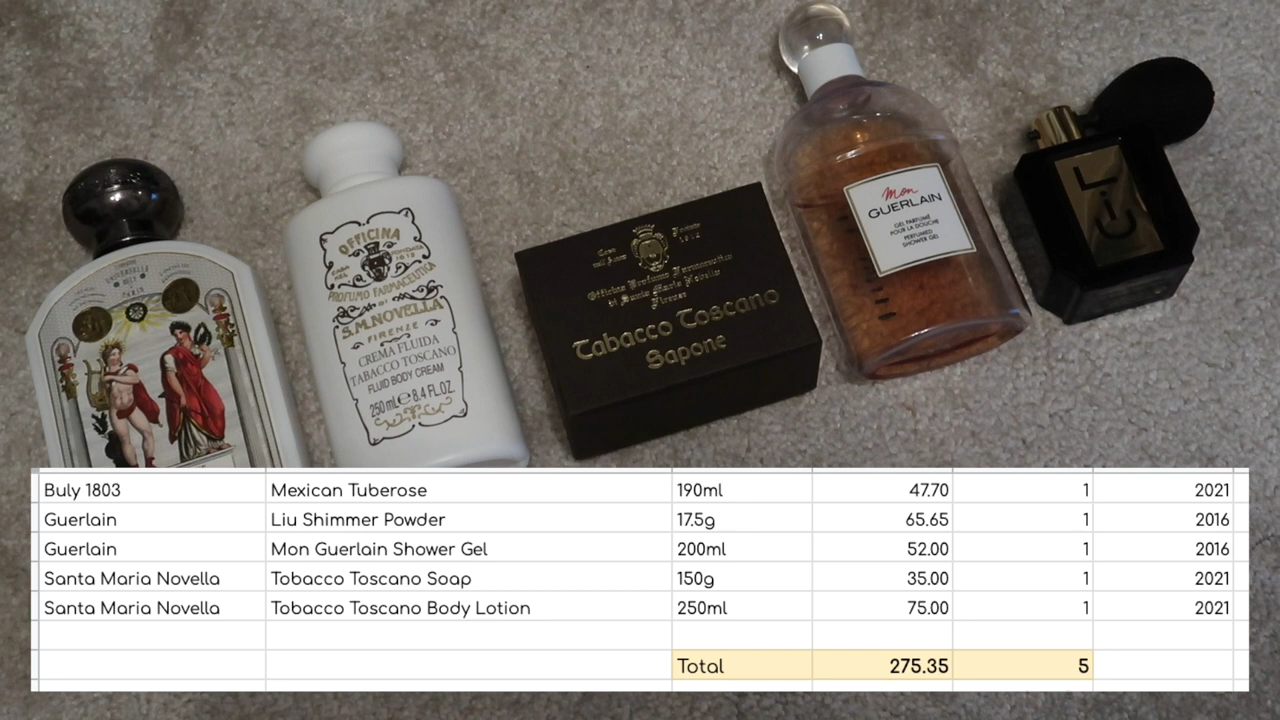 UNIVERSELLE
BULY
PARIS
OFFICINA
1612
PROFUMO FARMACEUTICA
DI
S.M.NOVELLA
FIRENZE
CREMA FLUIDA
TABACCO TOSCANO
FLUID BODY CREAM
250 ml e 8.4 FL.OZ.
1612
Officina Profumo Farmaceutica
di Santa Maria Novella
Firenze
Tabacco Toscano
Sapone
Mon
GUERLAIN
GEL PARFUMÉ
POUR LA DOUCHE
PERFUMED
SHOWER GEL
LIU
Buly 1803 Mexican Tuberose 190ml 47.70 1 2021
Guerlain Liu Shimmer Powder 17.5g 65.65 1 2016
Guerlain Mon Guerlain Shower Gel 200ml 52.00 1 2016
Santa Maria Novella Tobacco Toscano Soap 150g 35.00 1 2021
Santa Maria Novella Tobacco Toscano Body Lotion 250ml 75.00 1 2021
Total 275.35 5